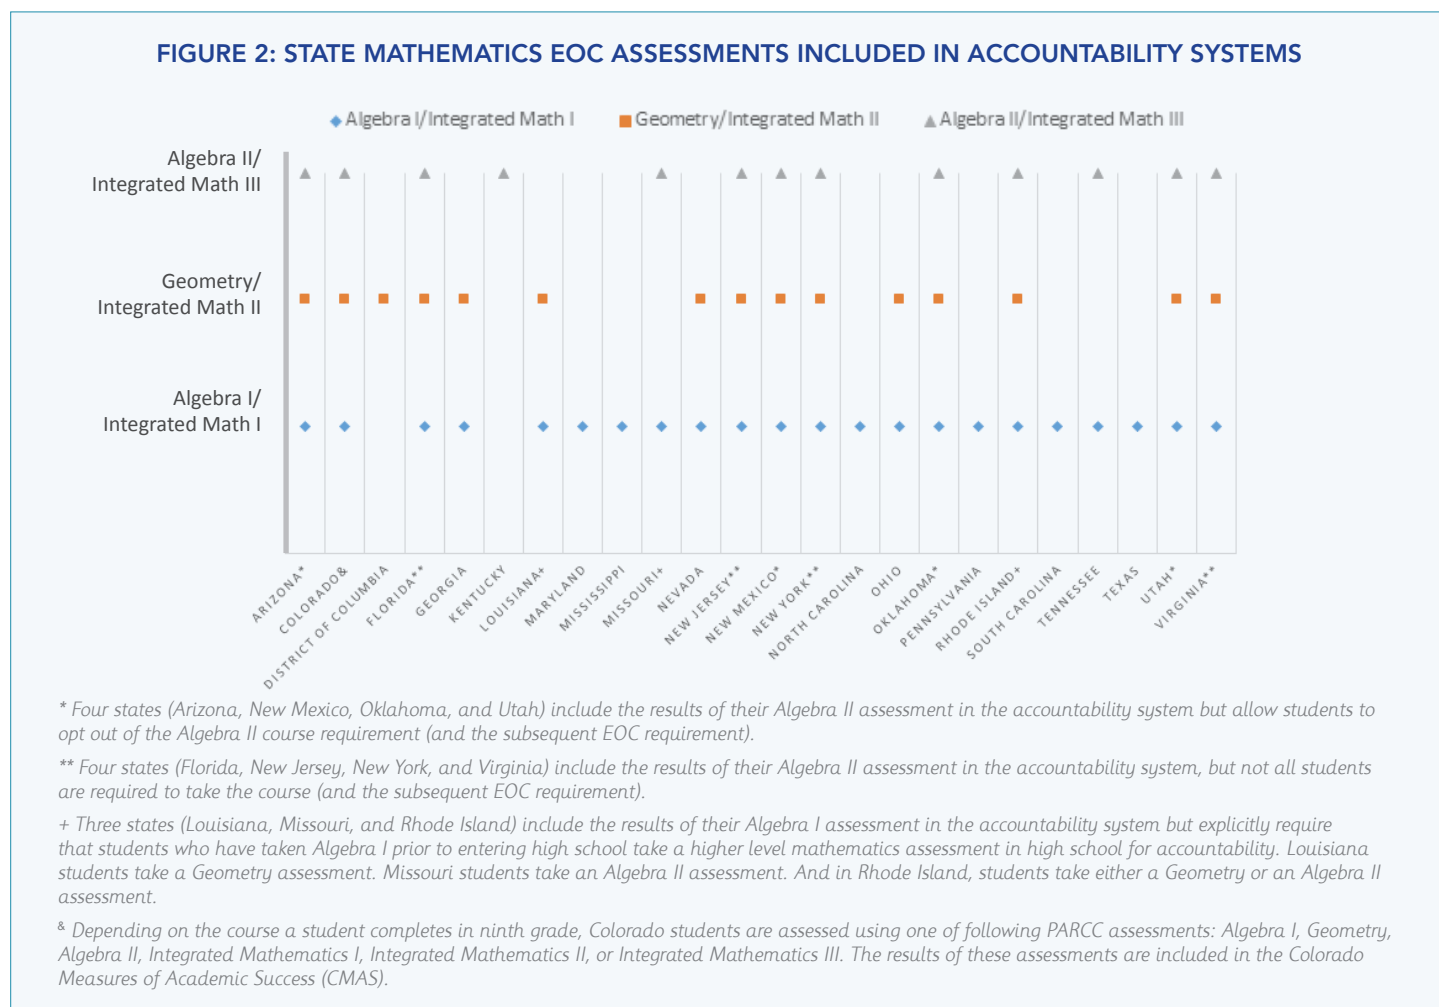 FIGURE 2: STATE MATHEMATICS EOC ASSESSMENTS INCLUDED IN ACCOUNTABILITY SYSTEMS
Algebra I/Integrated Math I
Geometry/Integrated Math II
Algebra II/Integrated Math III
Algebra II/
Integrated Math III
Geometry/
Integrated Math II
Algebra I/
Integrated Math I
ARIZONA*
COLORADO&
DISTRICT OF COLUMBIA
FLORIDA**
GEORGIA
KENTUCKY
LOUISIANA+
MARYLAND
MISSISSIPPI
MISSOURI+
NEVADA
NEW JERSEY**
NEW MEXICO*
NEW YORK**
NORTH CAROLINA
OHIO
OKLAHOMA*
PENNSYLVANIA
RHODE ISLAND+
SOUTH CAROLINA
TENNESSEE
TEXAS
UTAH*
VIRGINIA**
* Four states (Arizona, New Mexico, Oklahoma, and Utah) include the results of their Algebra II assessment in the accountability system but allow students to
opt out of the Algebra II course requirement (and the subsequent EOC requirement).
** Four states (Florida, New Jersey, New York, and Virginia) include the results of their Algebra II assessment in the accountability system, but not all students
are required to take the course (and the subsequent EOC requirement).
+ Three states (Louisiana, Missouri, and Rhode Island) include the results of their Algebra I assessment in the accountability system but explicitly require
that students who have taken Algebra I prior to entering high school take a higher level mathematics assessment in high school for accountability. Louisiana
students take a Geometry assessment. Missouri students take an Algebra II assessment. And in Rhode Island, students take either a Geometry or an Algebra II
assessment.
& Depending on the course a student completes in ninth grade, Colorado students are assessed using one of following PARCC assessments: Algebra I, Geometry,
Algebra II, Integrated Mathematics I, Integrated Mathematics II, or Integrated Mathematics III. The results of these assessments are included in the Colorado
Measures of Academic Success (CMAS).